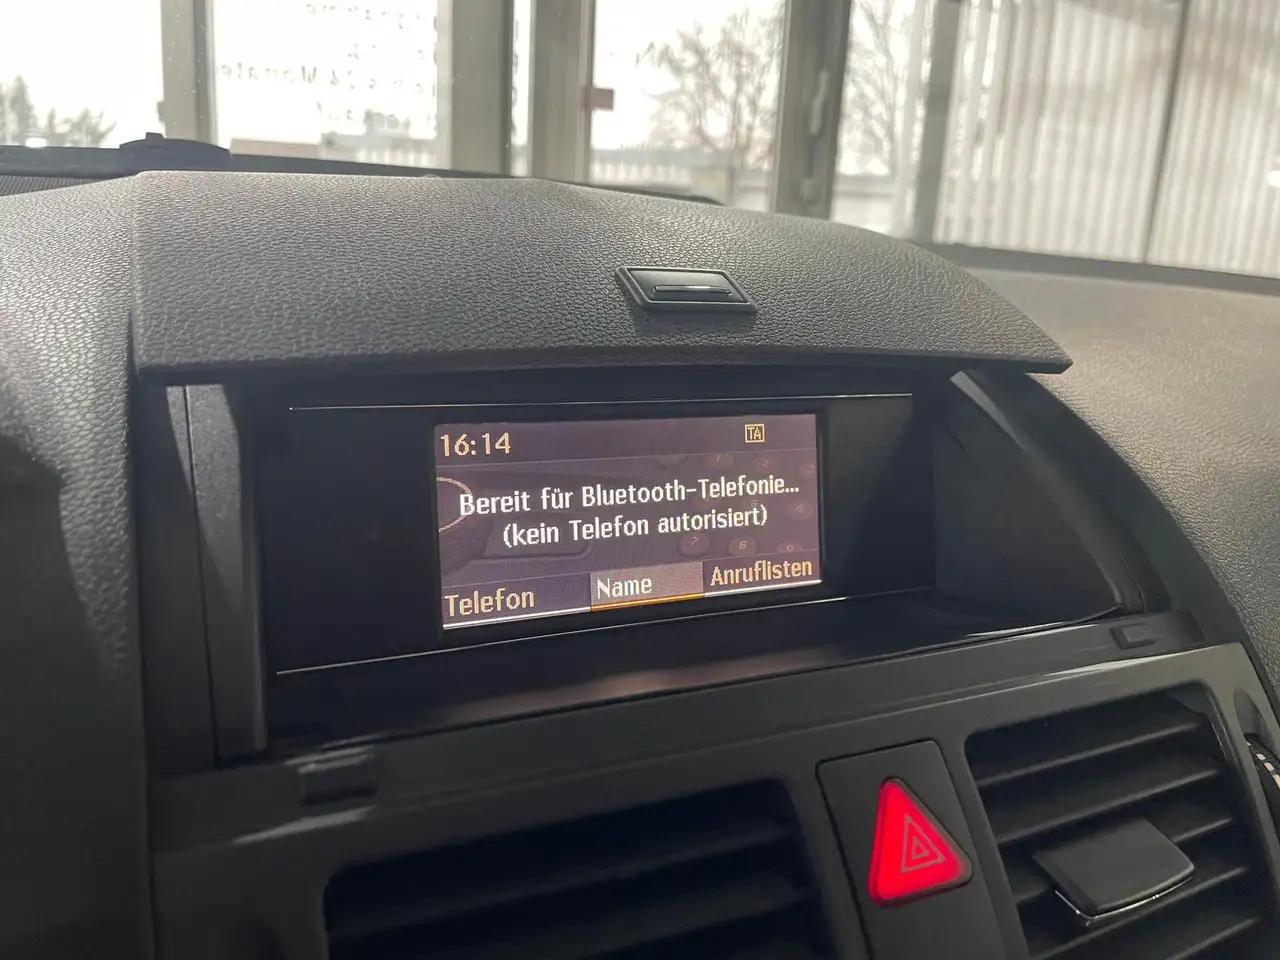 16:14 TA
Bereit für Bluetooth-Telefonie...
(kein Telefon autorisiert)
Telefon Name Anruflisten